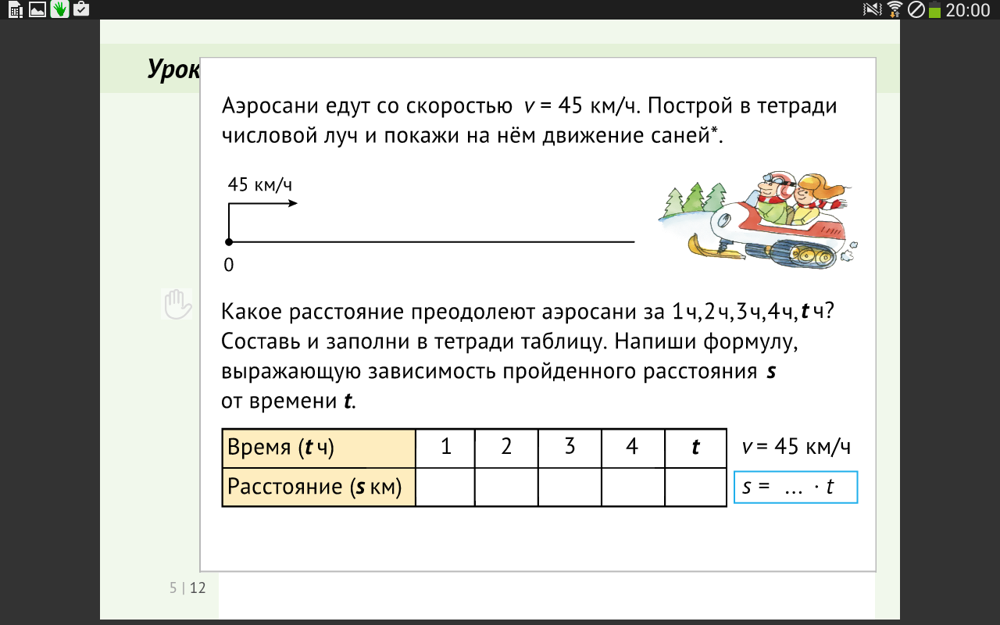 20:00
Урок
Аэросани едут со скоростью v = 45 км/ч. Построй в тетради
числовой луч и покажи на нём движение саней*.
45 км/ч
0
Какое расстояние преодолеют аэросани за 1 ч, 2 ч, 3 ч, 4 ч, t ч?
Составь и заполни в тетради таблицу. Напиши формулу,
выражающую зависимость пройденного расстояния s
от времени t.
Время (t ч) 1 2 3 4 t v = 45 км/ч
Расстояние (s км) s = ... · t
5 | 12